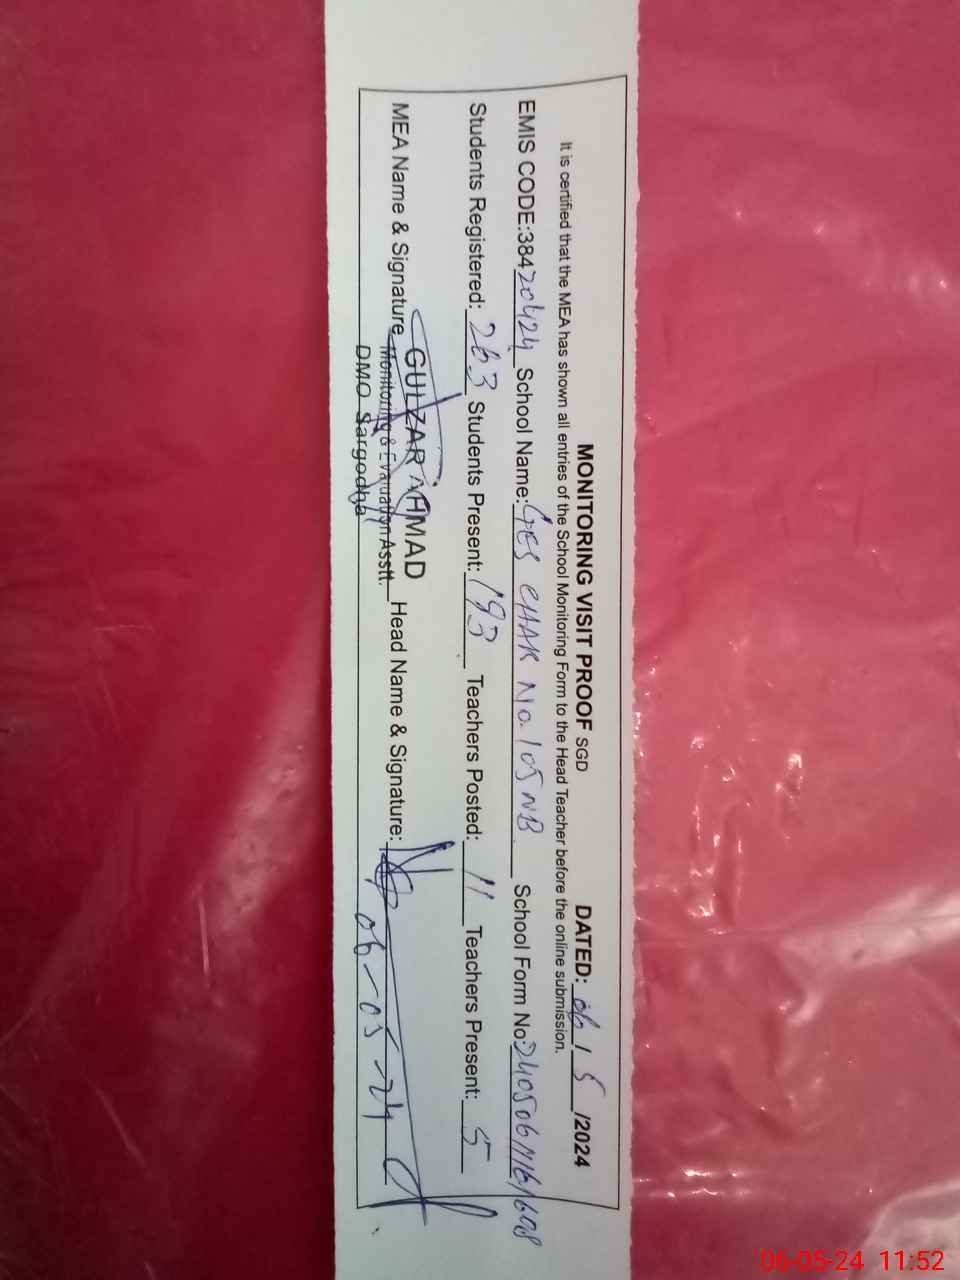 MONITORING VISIT PROOF SGD DATED: 06/5/2024
It is certified that the MEA has shown all entries of the School Monitoring Form to the Head Teacher before the online submission.
EMIS CODE:38420424 School Name: GES CHAK No. 105 NB School Form No:
Students Registered: 263 Students Present: 193 Teachers Posted: 11 Teachers Present: 5
MEA Name & Signature GULZAR AHMAD Head Name & Signature:
Monitoring & Evaluation Asstt.
DMO Sargodha
06-05-24
06-05-24 11:52